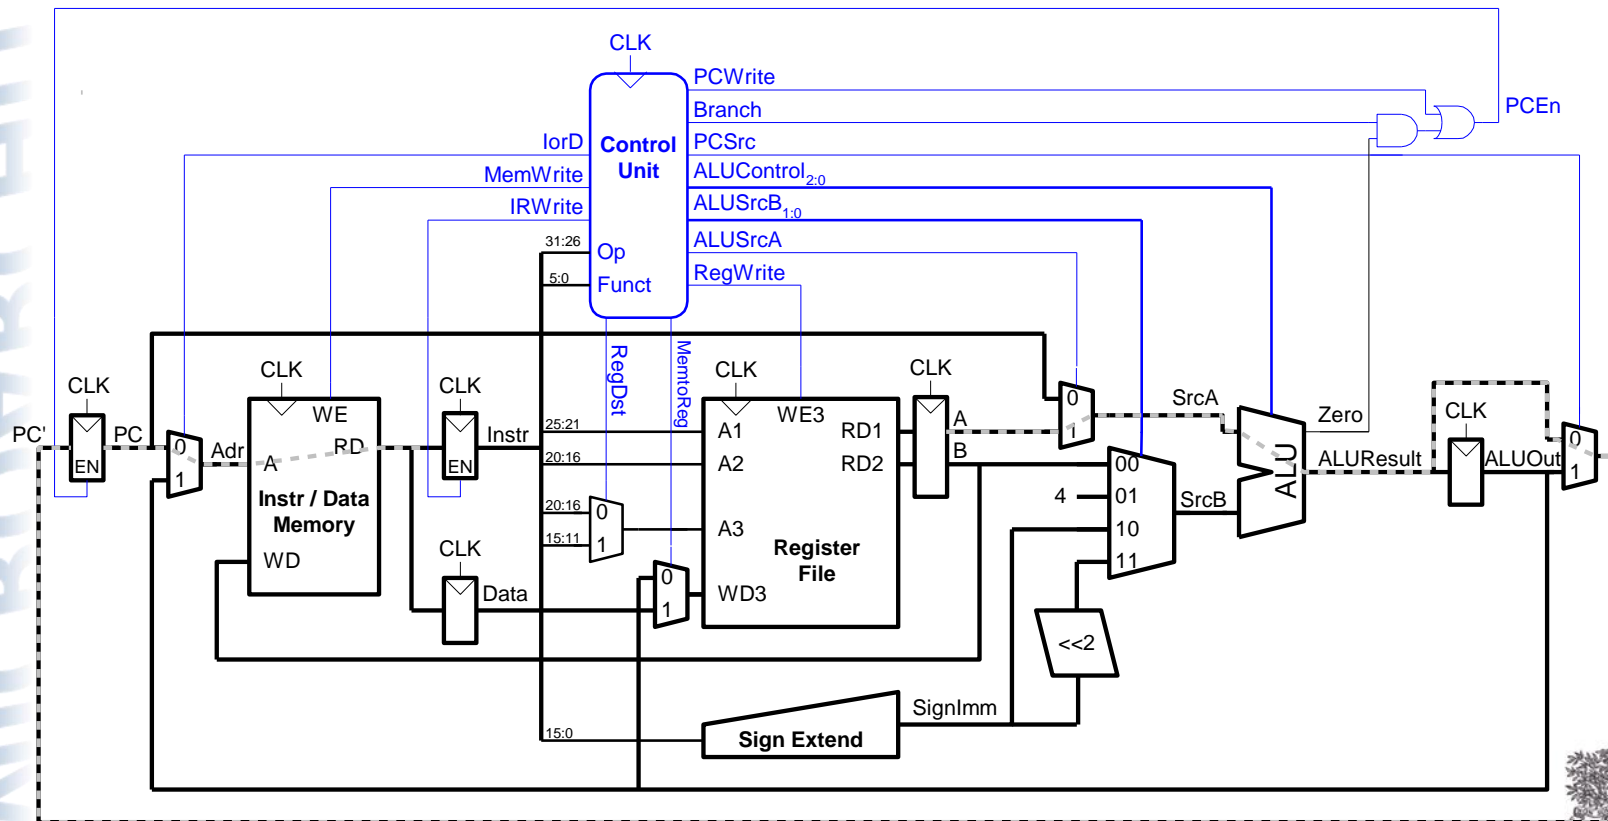 CLK
PCWrite
Branch
PCEn
IorD
Control
Unit
PCSrc
MemWrite
ALUControl2:0
IRWrite
ALUSrcB1:0
31:26
Op
ALUSrcA
5:0
Funct
RegWrite
RegDst
MemtoReg
CLK
CLK
CLK
CLK
CLK
CLK
PC'
PC
EN
0
1
Adr
WE
A
RD
Instr / Data
Memory
WD
EN
Instr
CLK
Data
25:21
20:16
20:16
15:11
0
1
0
1
WE3
A1
RD1
A2
RD2
A3
Register
File
WD3
A
B
0
1
SrcA
00
4
01
10
11
SrcB
<<2
ALU
Zero
ALUResult
ALUOut
0
1
SignImm
15:0
Sign Extend